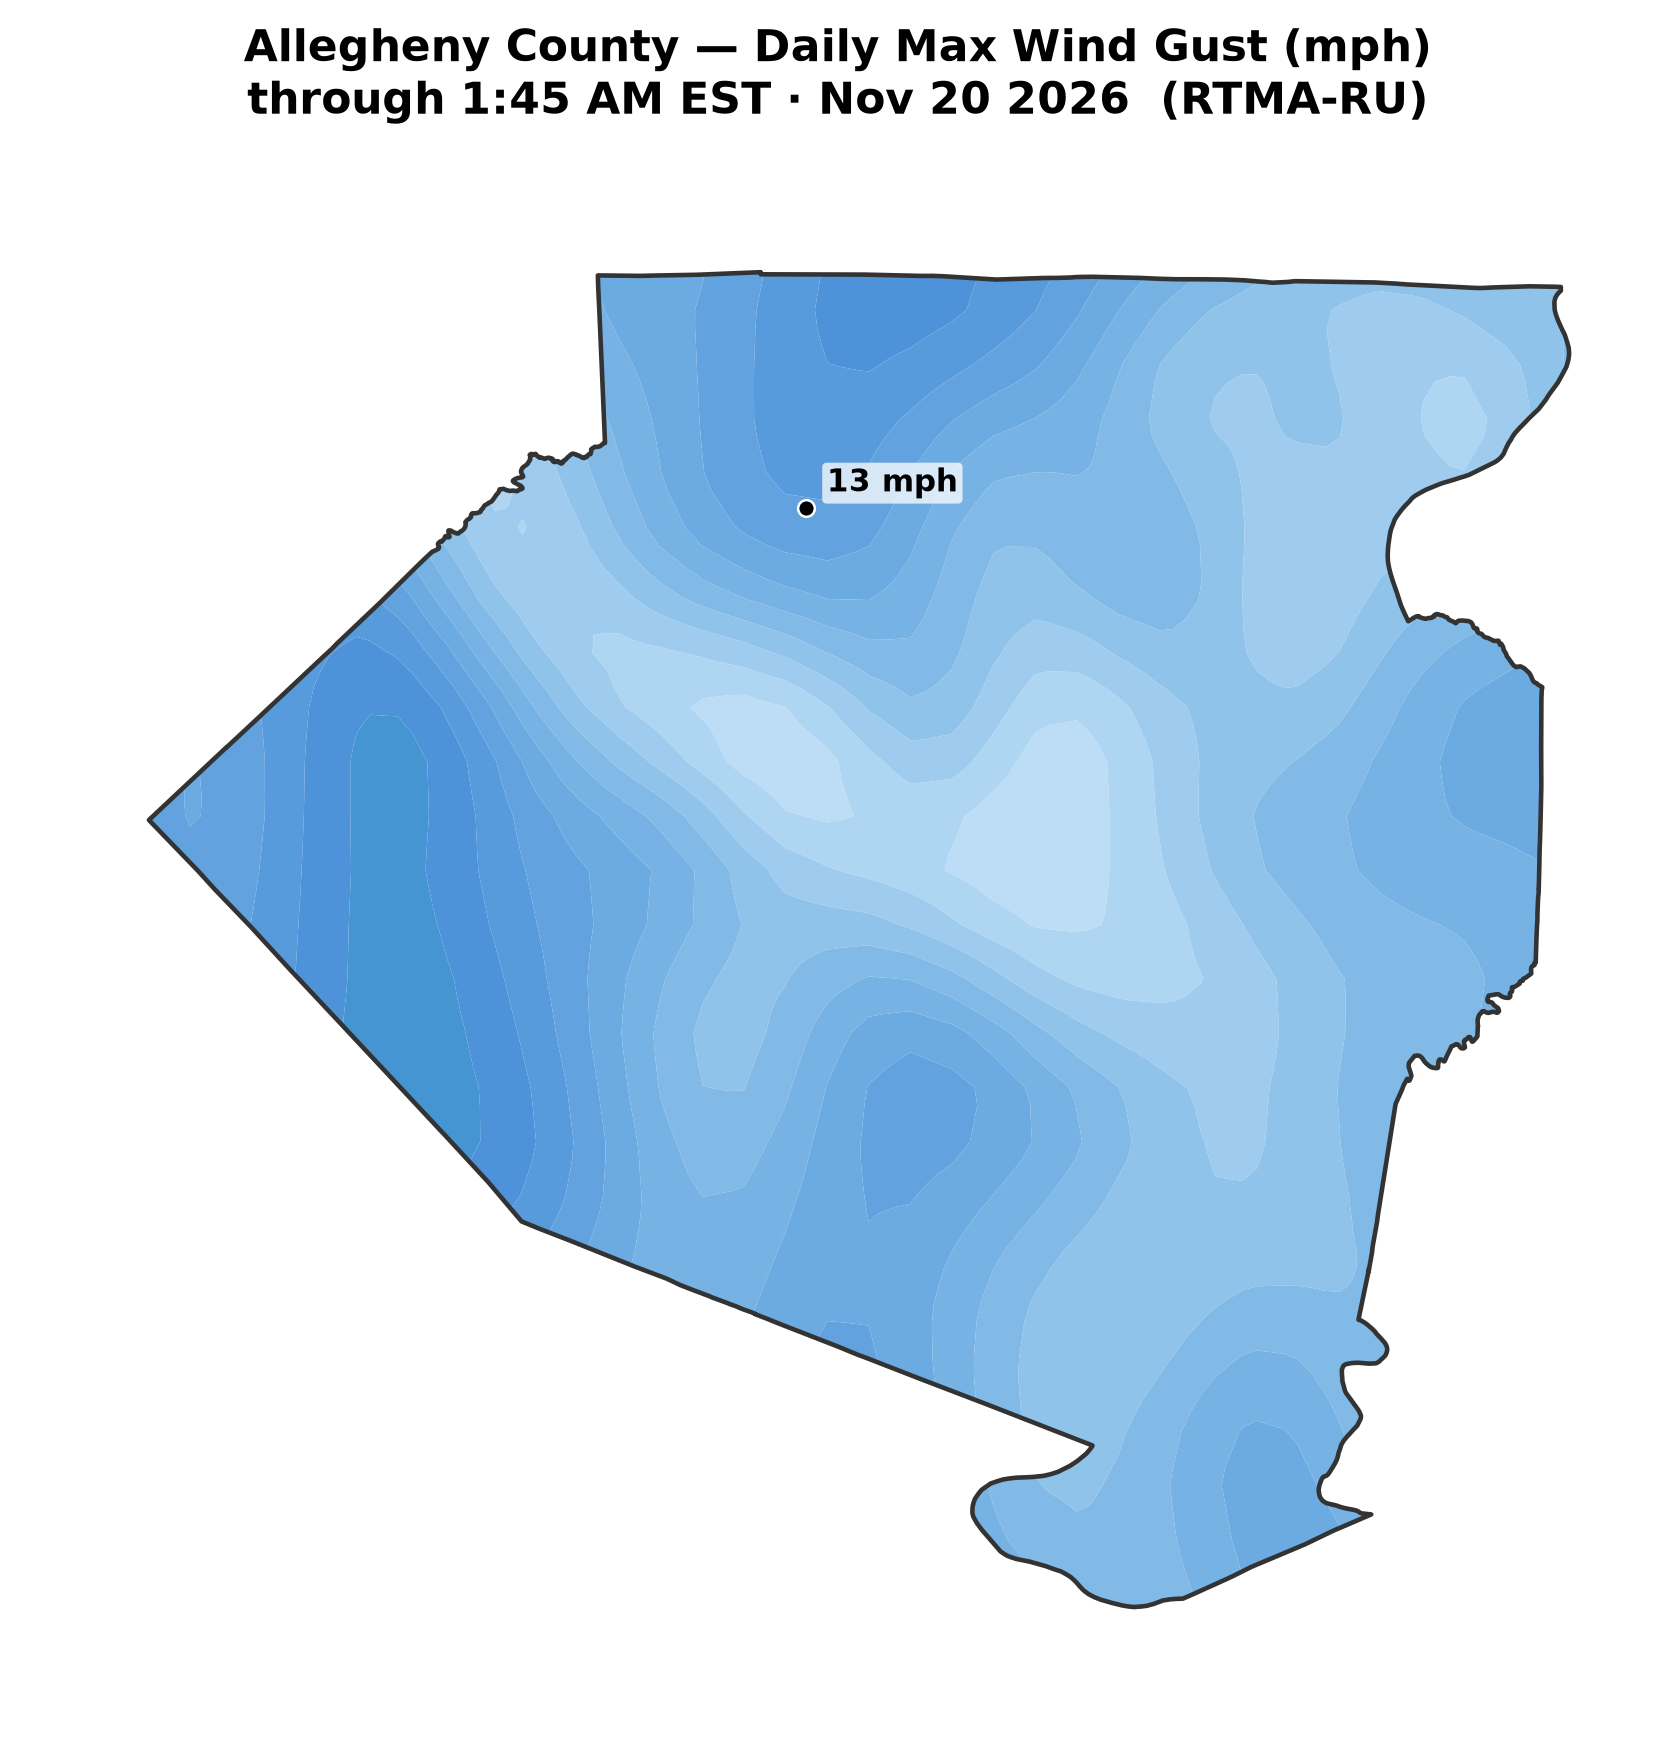 Allegheny County — Daily Max Wind Gust (mph)
through 1:45 AM EST · Nov 20 2026  (RTMA-RU)
13 mph